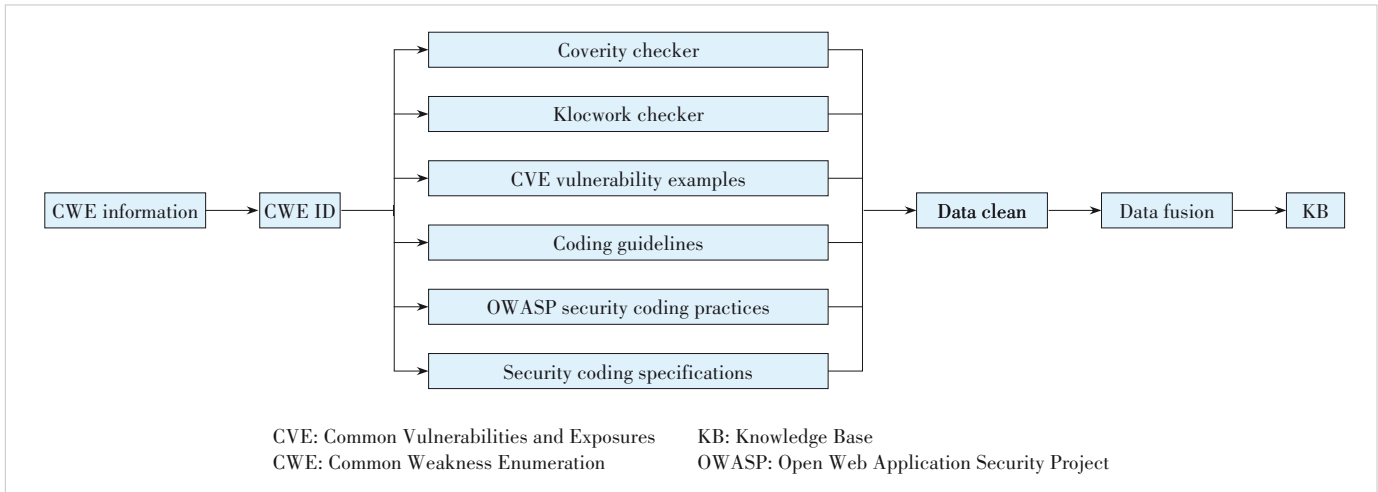 Coverity checker
Klocwork checker
CVE vulnerability examples
CWE information
CWE ID
Data clean
Data fusion
KB
Coding guidelines
OWASP security coding practices
Security coding specifications
CVE: Common Vulnerabilities and Exposures
KB: Knowledge Base
CWE: Common Weakness Enumeration
OWASP: Open Web Application Security Project